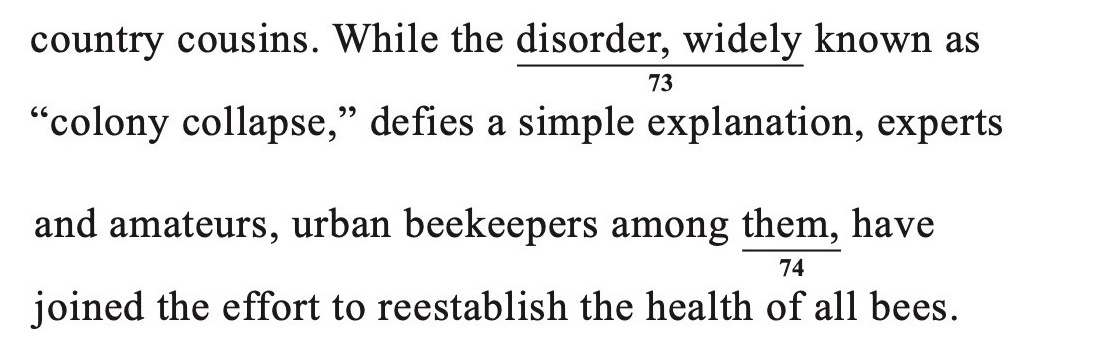 country cousins. While the disorder, widely known as
73
“colony collapse,” defies a simple explanation, experts
and amateurs, urban beekeepers among them, have
74
joined the effort to reestablish the health of all bees.